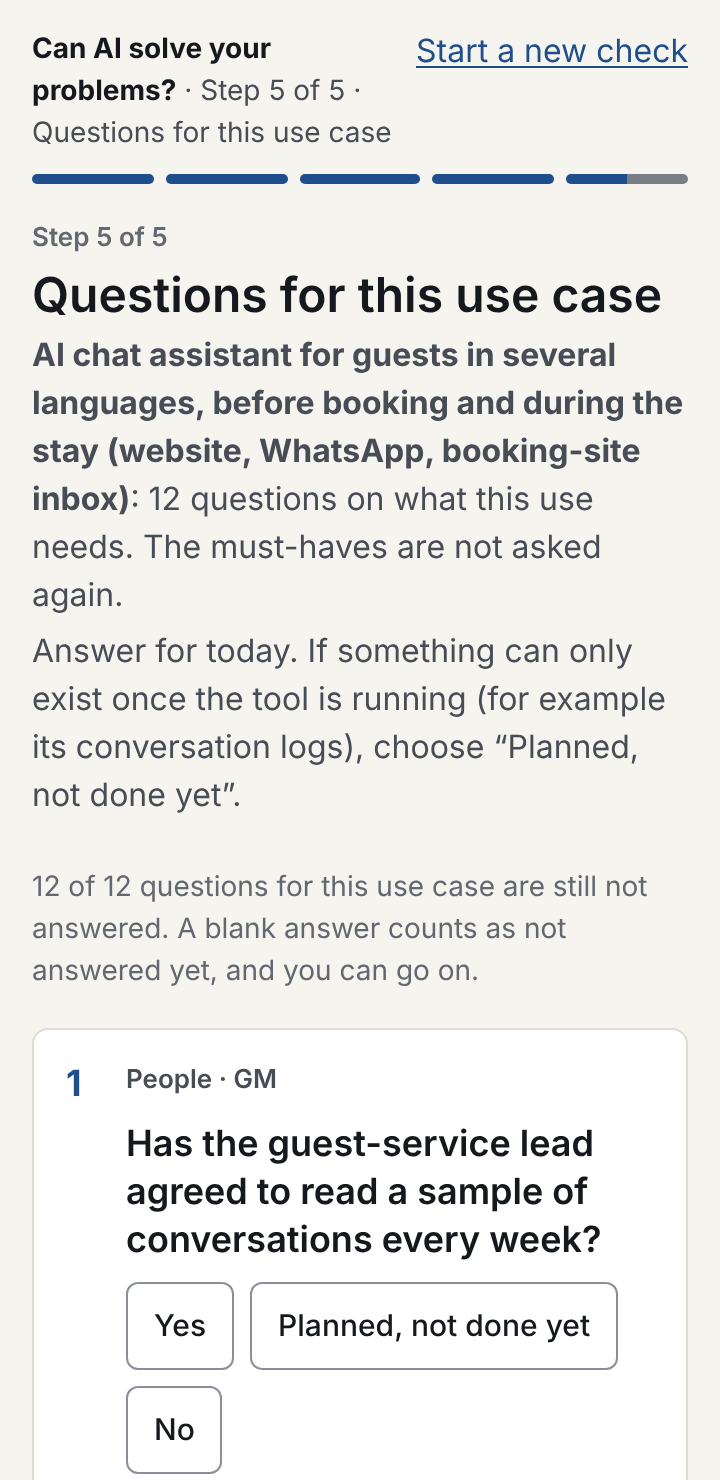 Can AI solve your
problems? · Step 5 of 5 ·
Questions for this use case
Start a new check
Step 5 of 5
Questions for this use case
AI chat assistant for guests in several
languages, before booking and during the
stay (website, WhatsApp, booking-site
inbox): 12 questions on what this use
needs. The must-haves are not asked
again.
Answer for today. If something can only
exist once the tool is running (for example
its conversation logs), choose “Planned,
not done yet”.
12 of 12 questions for this use case are still not
answered. A blank answer counts as not
answered yet, and you can go on.
1
People · GM
Has the guest-service lead
agreed to read a sample of
conversations every week?
Yes
Planned, not done yet
No